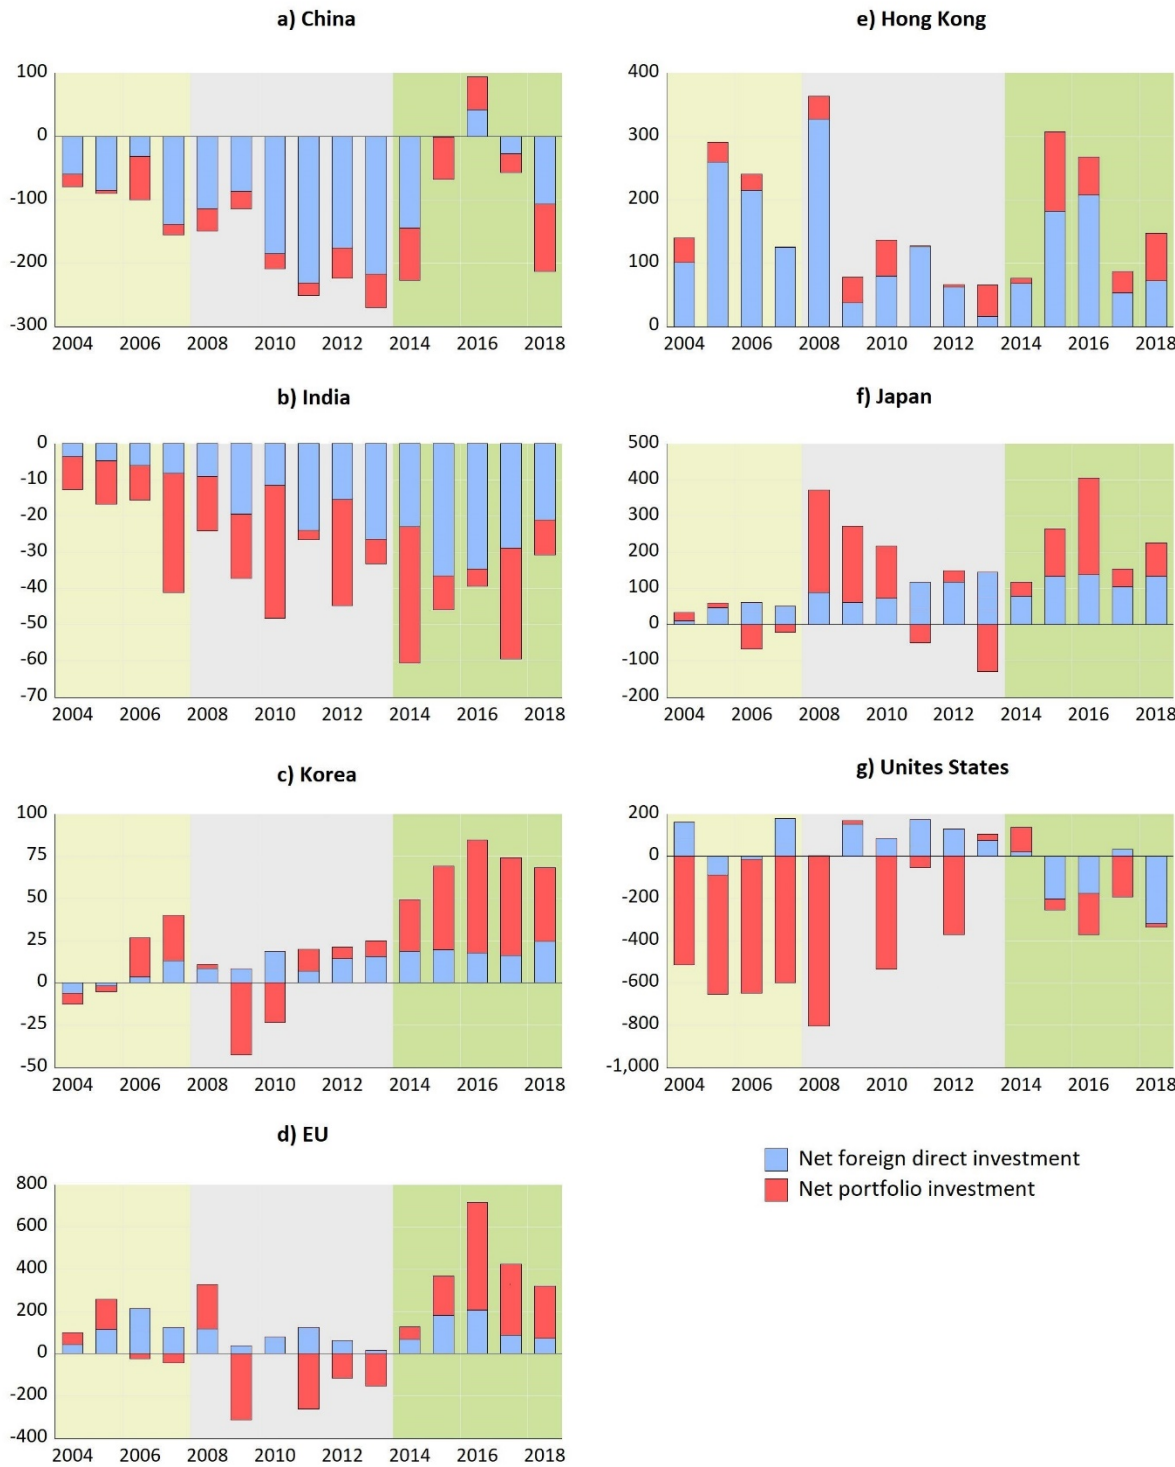 a) China
100
0
-100
-200
-300
2004 2006 2008 2010 2012 2014 2016 2018
b) India
-0
-10
-20
-30
-40
-50
-60
-70
2004 2006 2008 2010 2012 2014 2016 2018
c) Korea
100
75
50
25
0
-25
-50
2004 2006 2008 2010 2012 2014 2016 2018
d) EU
800
600
400
200
0
-200
-400
2004 2006 2008 2010 2012 2014 2016 2018
e) Hong Kong
400
300
200
100
0
2004 2006 2008 2010 2012 2014 2016 2018
f) Japan
500
400
300
200
100
0
-100
-200
2004 2006 2008 2010 2012 2014 2016 2018
g) Unites States
200
0
-200
-400
-600
-800
-1,000
2004 2006 2008 2010 2012 2014 2016 2018
Net foreign direct investment
Net portfolio investment